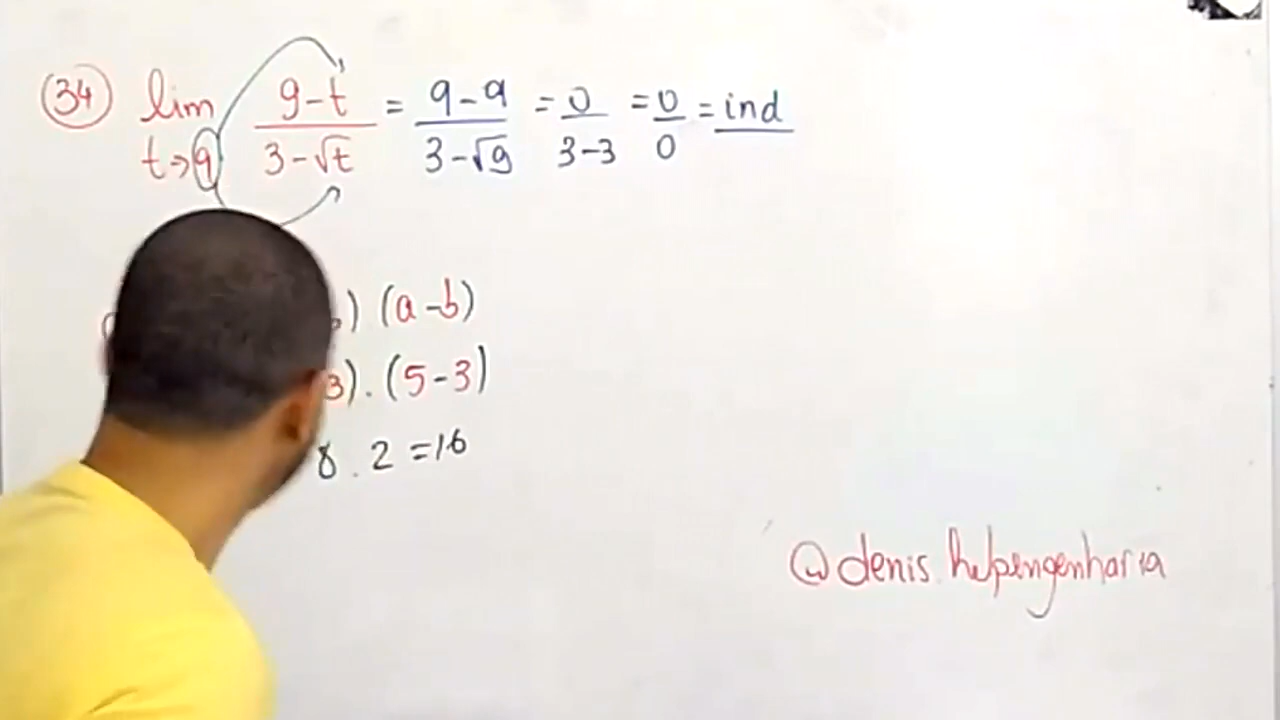 34 lim t→9 9-t / 3-√t = 9-9 / 3-√9 = 0 / 3-3 = 0 / 0 = ind
) (a-b)
3) . (5-3)
8 . 2 = 16
@denis.helpengenharia